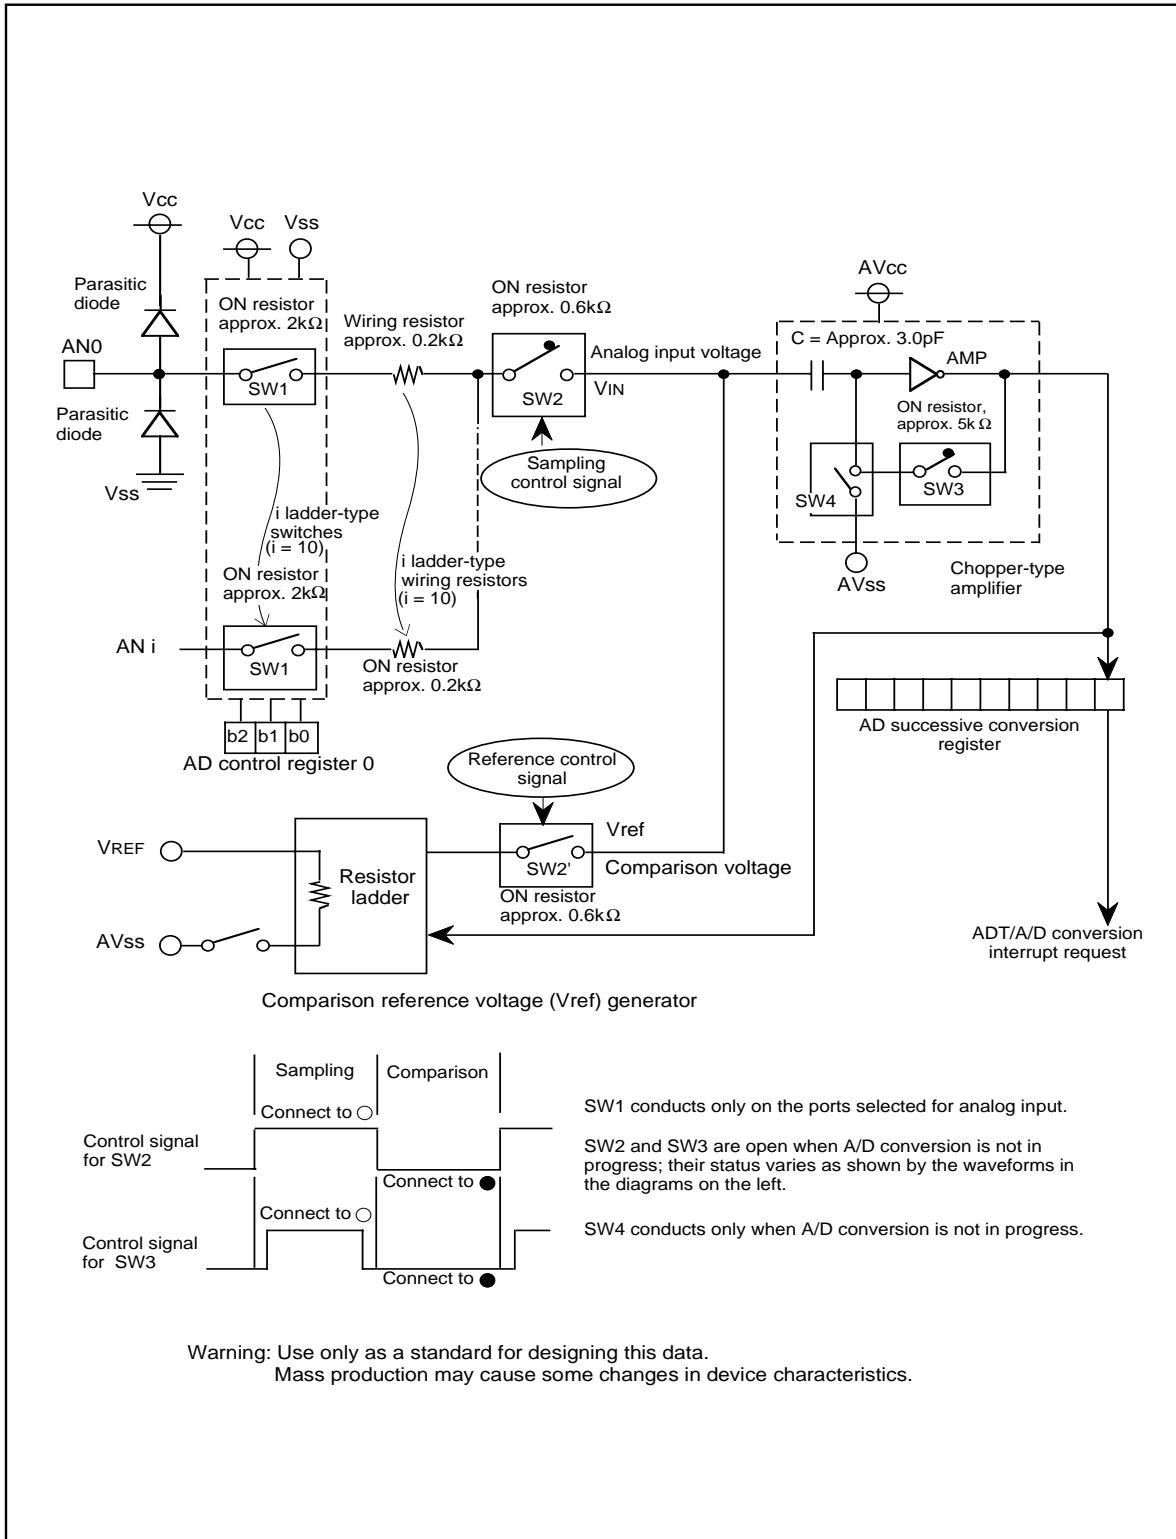 Vcc
Vcc
Vss
AVcc
Parasitic
diode
ON resistor
approx. 2kΩ
Wiring resistor
approx. 0.2kΩ
ON resistor
approx. 0.6kΩ
C = Approx. 3.0pF
AN0
SW1
SW2
Analog input voltage
VIN
AMP
ON resistor,
approx. 5k Ω
Parasitic
diode
Vss
Sampling
control signal
SW4
SW3
i ladder-type
switches
(i = 10)
i ladder-type
wiring resistors
(i = 10)
AVss
Chopper-type
amplifier
ON resistor
approx. 2kΩ
AN i
SW1
ON resistor
approx. 0.2kΩ
b2 b1 b0
AD control register 0
AD successive conversion
register
Reference control
signal
VREF
Resistor
ladder
SW2'
Vref
Comparison voltage
ON resistor
approx. 0.6kΩ
AVss
ADT/A/D conversion
interrupt request
Comparison reference voltage (Vref) generator
Sampling
Comparison
Connect to
Control signal
for SW2
Connect to
Connect to
Control signal
for SW3
Connect to
SW1 conducts only on the ports selected for analog input.
SW2 and SW3 are open when A/D conversion is not in
progress; their status varies as shown by the waveforms in
the diagrams on the left.
SW4 conducts only when A/D conversion is not in progress.
Warning: Use only as a standard for designing this data.
Mass production may cause some changes in device characteristics.